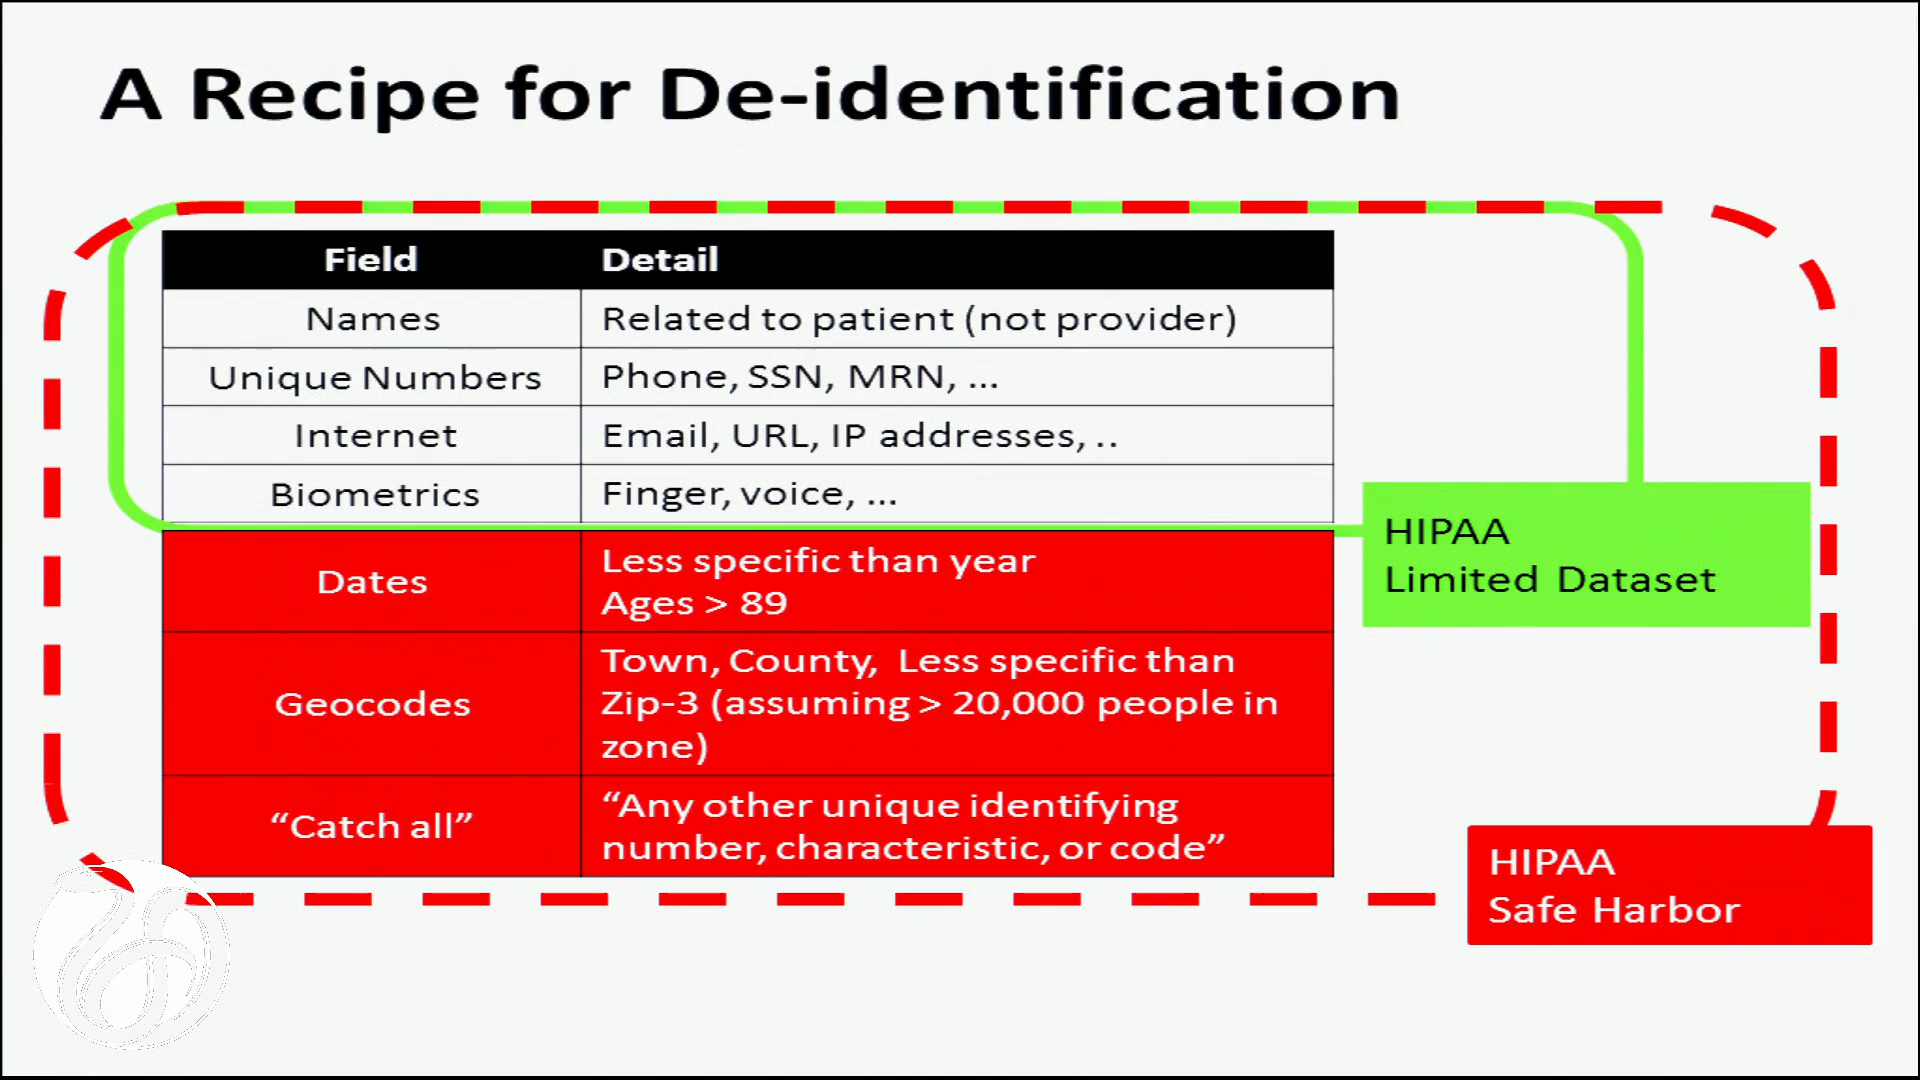 A Recipe for De-identification
Field Detail
Names Related to patient (not provider)
Unique Numbers Phone, SSN, MRN, ...
Internet Email, URL, IP addresses, ..
Biometrics Finger, voice, ...
Dates Less specific than year
Ages > 89
Geocodes Town, County, Less specific than
Zip-3 (assuming > 20,000 people in
zone)
“Catch all” “Any other unique identifying
number, characteristic, or code”
HIPAA
Limited Dataset
HIPAA
Safe Harbor